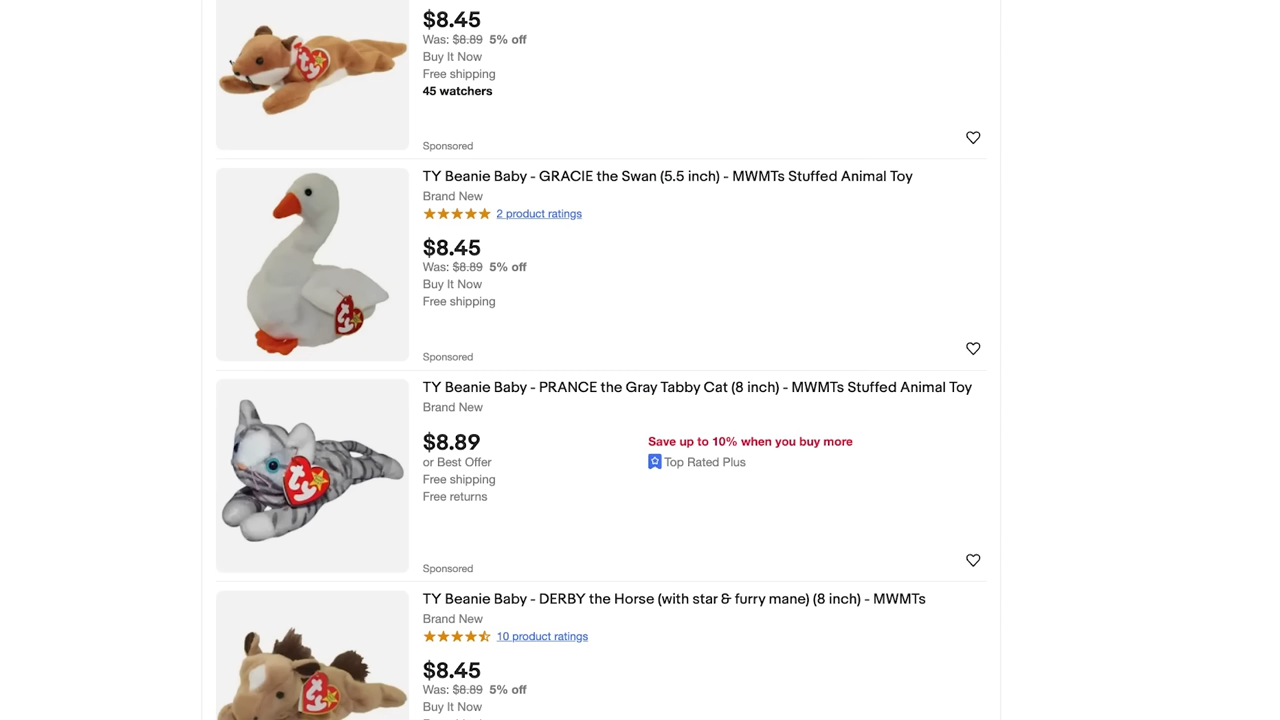 $8.45
Was: $8.89 5% off
Buy It Now
Free shipping
45 watchers
ty
Sponsored
TY Beanie Baby - GRACIE the Swan (5.5 inch) - MWMTs Stuffed Animal Toy
Brand New
2 product ratings
$8.45
Was: $8.89 5% off
Buy It Now
Free shipping
ty
Sponsored
TY Beanie Baby - PRANCE the Gray Tabby Cat (8 inch) - MWMTs Stuffed Animal Toy
Brand New
$8.89
Save up to 10% when you buy more
or Best Offer
Top Rated Plus
Free shipping
Free returns
ty
Sponsored
TY Beanie Baby - DERBY the Horse (with star & furry mane) (8 inch) - MWMTs
Brand New
10 product ratings
$8.45
Was: $8.89 5% off
ty
Buy It Now